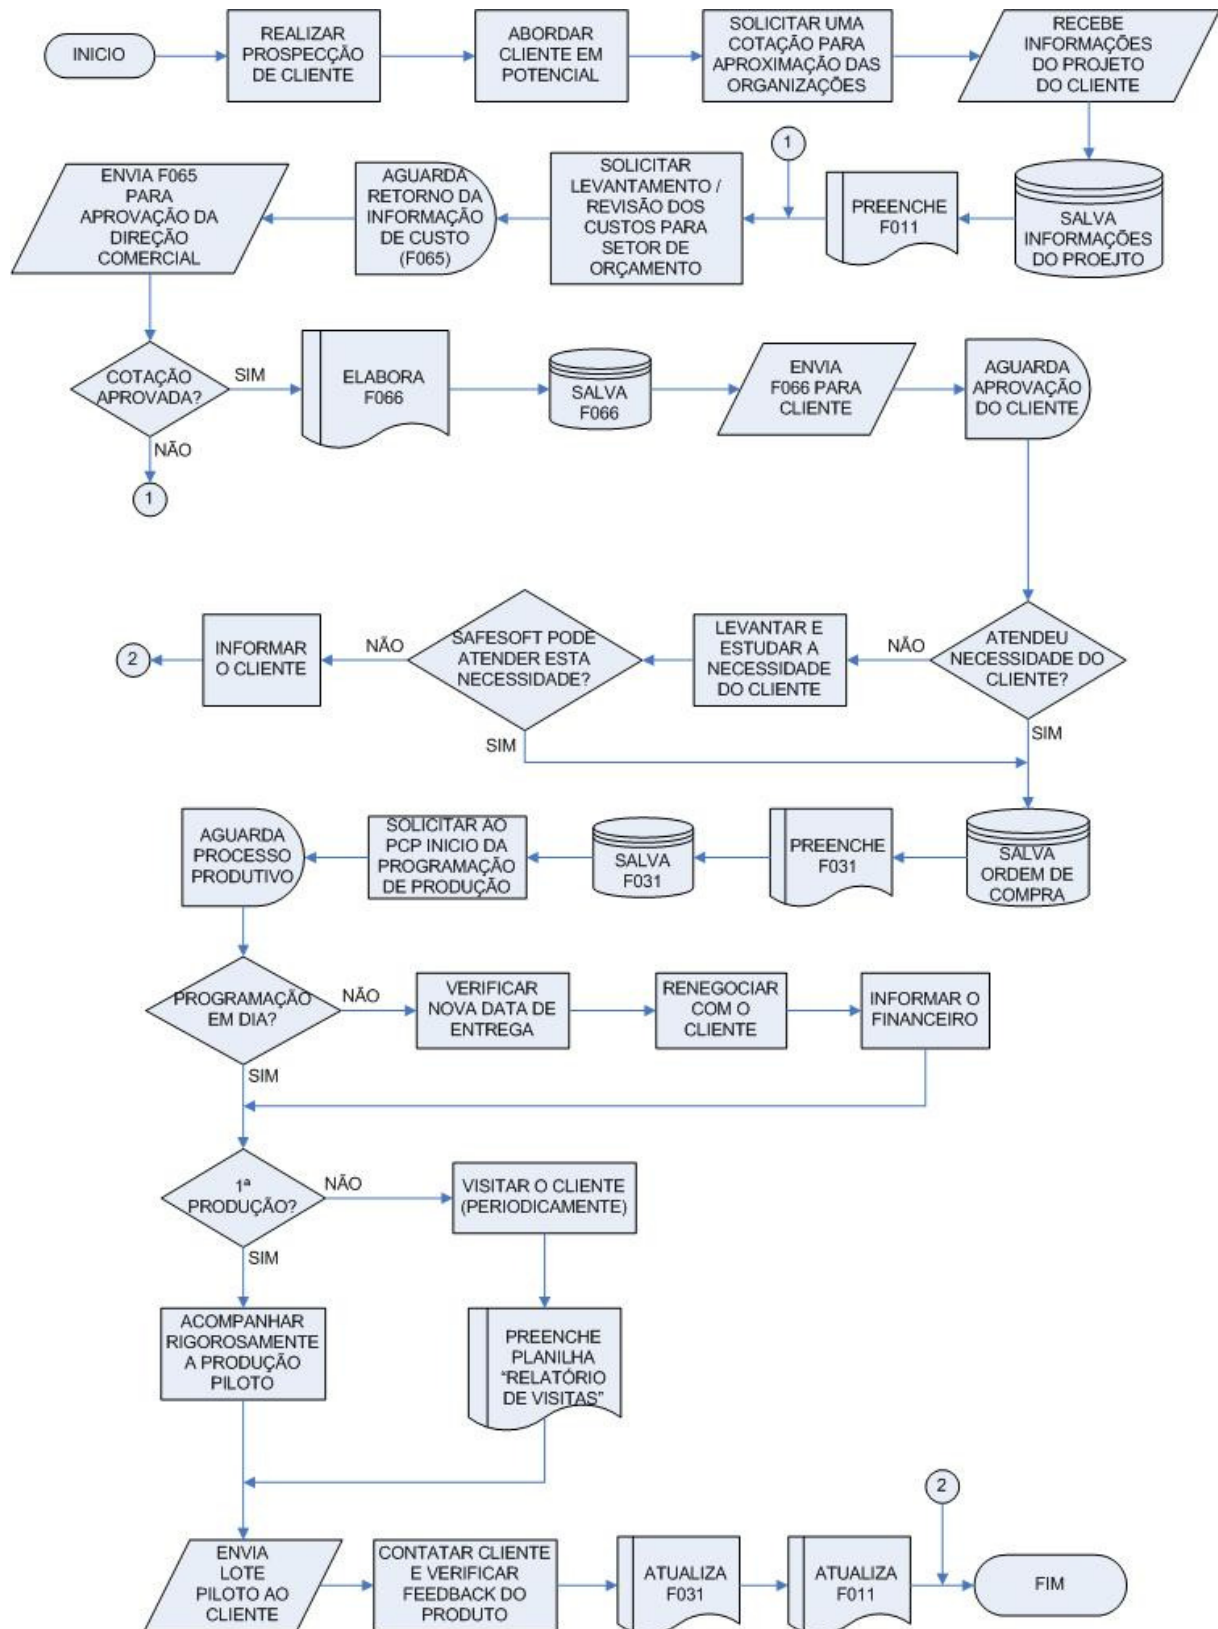 INICIO
REALIZAR
PROSPECÇÃO
DE CLIENTE
ABORDAR
CLIENTE EM
POTENCIAL
SOLICITAR UMA
COTAÇÃO PARA
APROXIMAÇÃO DAS
ORGANIZAÇÕES
RECEBE
INFORMAÇÕES
DO PROJETO
DO CLIENTE
SALVA
INFORMAÇÕES
DO PROEJTO
PREENCHE
F011
1
SOLICITAR
LEVANTAMENTO /
REVISÃO DOS
CUSTOS PARA
SETOR DE
ORÇAMENTO
AGUARDA
RETORNO DA
INFORMAÇÃO
DE CUSTO
(F065)
ENVIA F065
PARA
APROVAÇÃO DA
DIREÇÃO
COMERCIAL
COTAÇÃO
APROVADA?
SIM
NÃO
1
ELABORA
F066
SALVA
F066
ENVIA
F066 PARA
CLIENTE
AGUARDA
APROVAÇÃO
DO CLIENTE
ATENDEU
NECESSIDADE DO
CLIENTE?
NÃO
SIM
LEVANTAR E
ESTUDAR A
NECESSIDADE
DO CLIENTE
SAFESOFT PODE
ATENDER ESTA
NECESSIDADE?
NÃO
SIM
INFORMAR
O CLIENTE
2
SALVA
ORDEM DE
COMPRA
PREENCHE
F031
SALVA
F031
SOLICITAR AO
PCP INICIO DA
PROGRAMAÇÃO
DE PRODUÇÃO
AGUARDA
PROCESSO
PRODUTIVO
PROGRAMAÇÃO
EM DIA?
NÃO
SIM
VERIFICAR
NOVA DATA DE
ENTREGA
RENEGOCIAR
COM O
CLIENTE
INFORMAR O
FINANCEIRO
1ª
PRODUÇÃO?
NÃO
SIM
VISITAR O CLIENTE
(PERIODICAMENTE)
PREENCHE
PLANILHA
“RELATÓRIO
DE VISITAS”
ACOMPANHAR
RIGOROSAMENTE
A PRODUÇÃO
PILOTO
ENVIA
LOTE
PILOTO AO
CLIENTE
CONTATAR CLIENTE
E VERIFICAR
FEEDBACK DO
PRODUTO
ATUALIZA
F031
ATUALIZA
F011
2
FIM